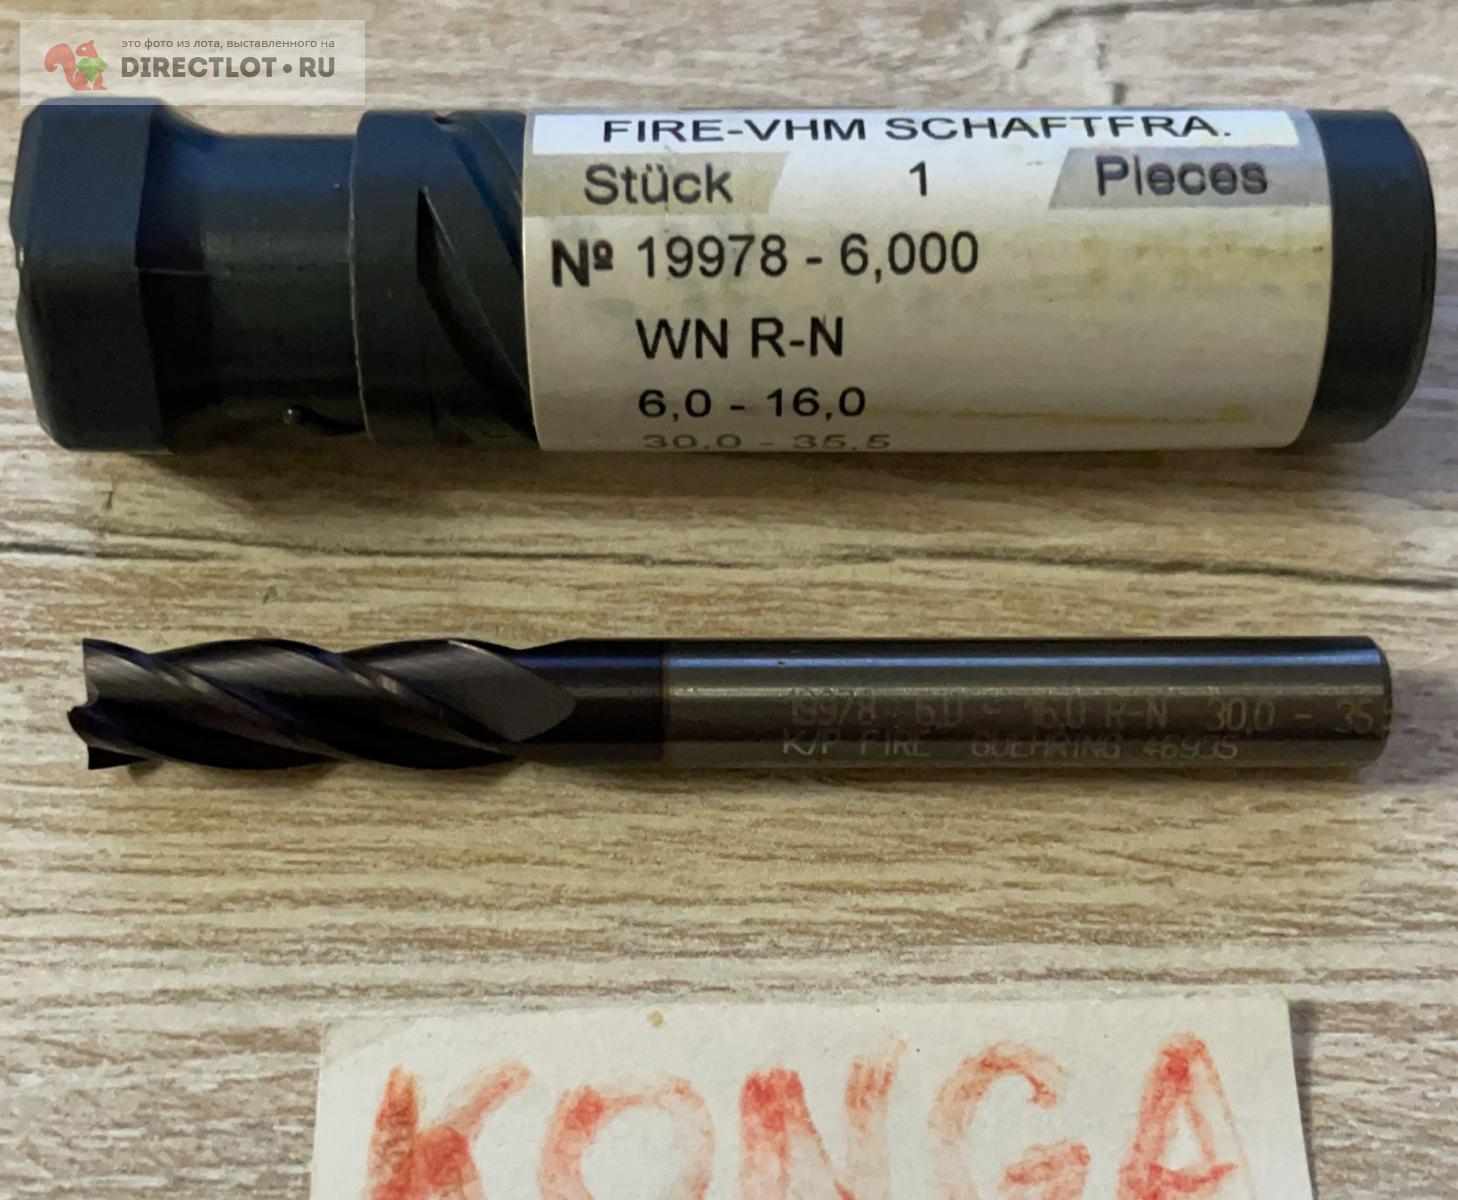 это фото из лота, выставленного на
DIRECTLOT•RU
FIRE-VHM SCHAFTFRA.
Stück 1 Pieces
Nº 19978 - 6,000
WN R-N
6,0 - 16,0
30,0 - 35,5
19978 6,0 - 16,0 R-N 30,0 - 35
K/P FIRE GUEHRING
KONGA